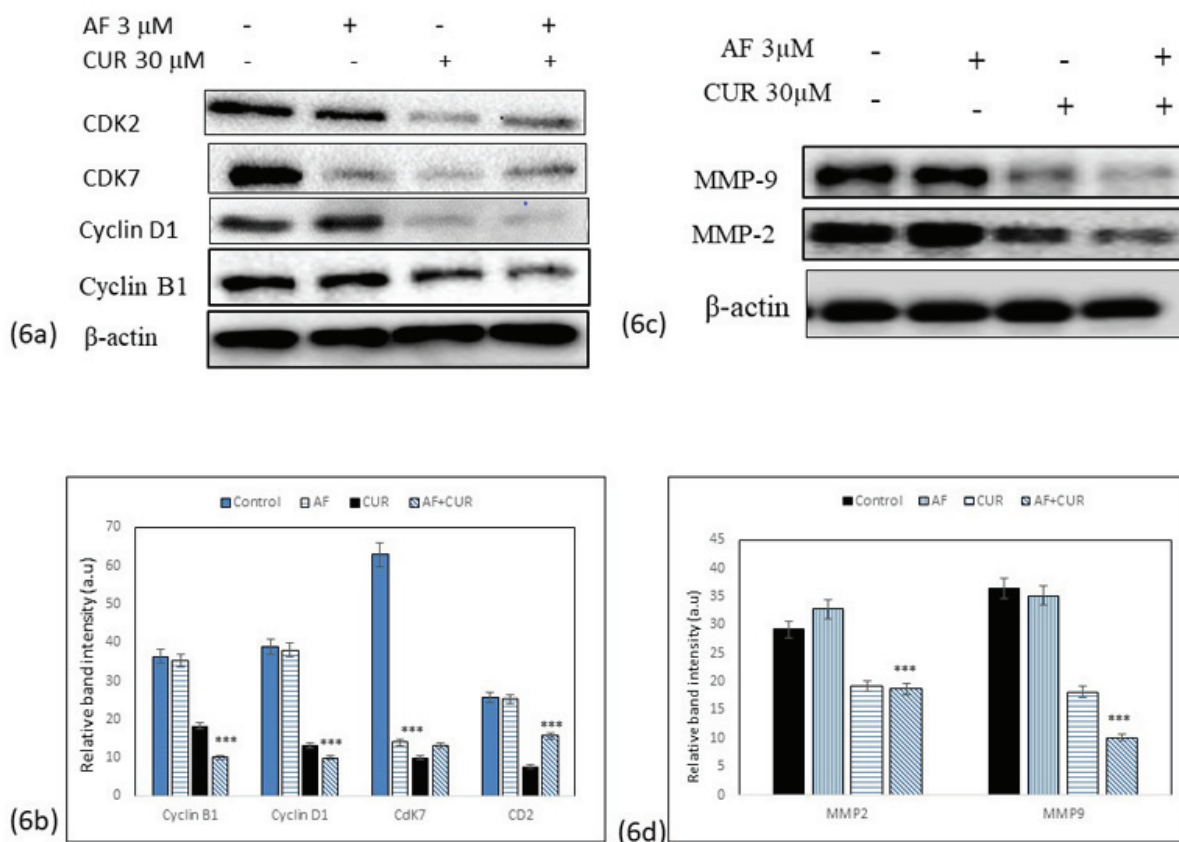 AF 3 μM - + - +
CUR 30 μM - - + +
CDK2
CDK7
Cyclin D1
Cyclin B1
β-actin
(6a)
AF 3μM - + - +
CUR 30μM - - + +
MMP-9
MMP-2
β-actin
(6c)
Control AF CUR AF+CUR
Relative band intensity (a.u)
70
60
50
40
30
20
10
0
***
***
***
***
Cyclin B1 Cyclin D1 CdK7 CD2
(6b)
Control AF CUR AF+CUR
Relative band intensity (a.u)
45
40
35
30
25
20
15
10
5
0
***
***
MMP2 MMP9
(6d)